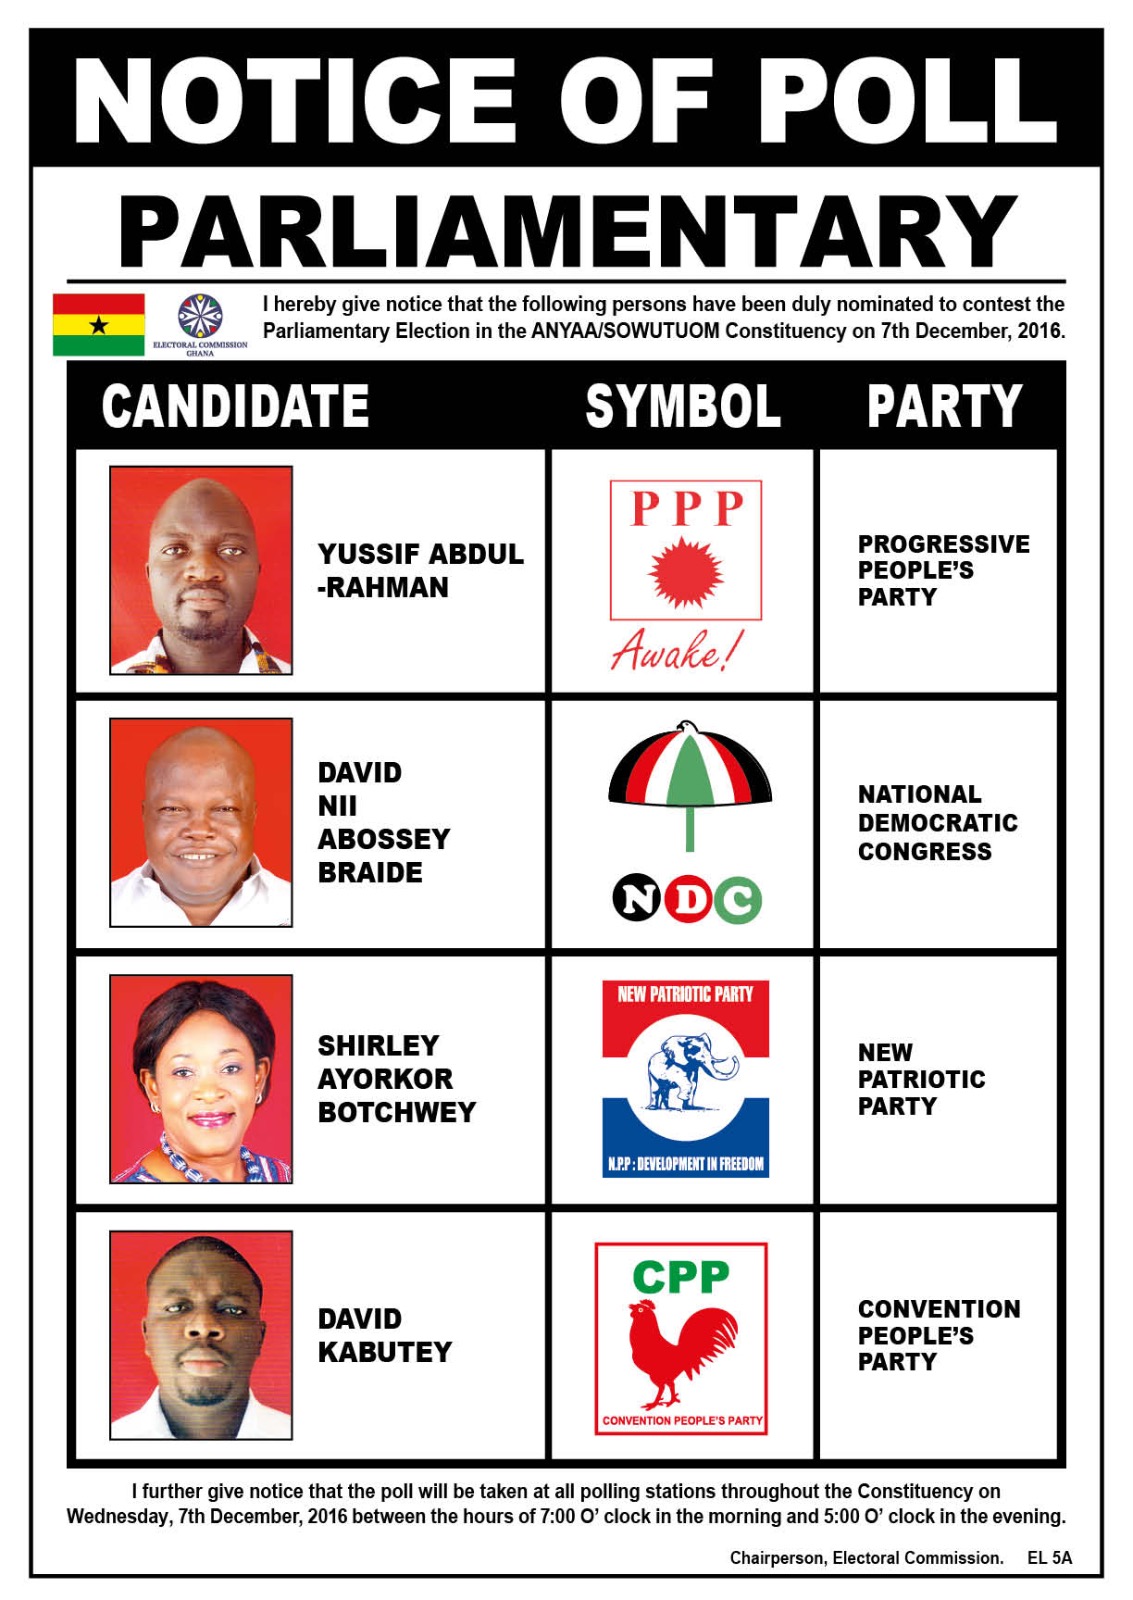 NOTICE OF POLL
PARLIAMENTARY
ELECTORAL COMMISSION
GHANA
I hereby give notice that the following persons have been duly nominated to contest the
Parliamentary Election in the ANYAA/SOWUTUOM Constituency on 7th December, 2016.
CANDIDATE SYMBOL PARTY
YUSSIF ABDUL
-RAHMAN
P P P
Awake!
PROGRESSIVE
PEOPLE’S
PARTY
DAVID
NII
ABOSSEY
BRAIDE
NDC
NATIONAL
DEMOCRATIC
CONGRESS
SHIRLEY
AYORKOR
BOTCHWEY
NEW PATRIOTIC PARTY
N.P.P : DEVELOPMENT IN FREEDOM
NEW
PATRIOTIC
PARTY
DAVID
KABUTEY
CPP
CONVENTION PEOPLE’S PARTY
CONVENTION
PEOPLE’S
PARTY
I further give notice that the poll will be taken at all polling stations throughout the Constituency on
Wednesday, 7th December, 2016 between the hours of 7:00 O’ clock in the morning and 5:00 O’ clock in the evening.
Chairperson, Electoral Commission. EL 5A